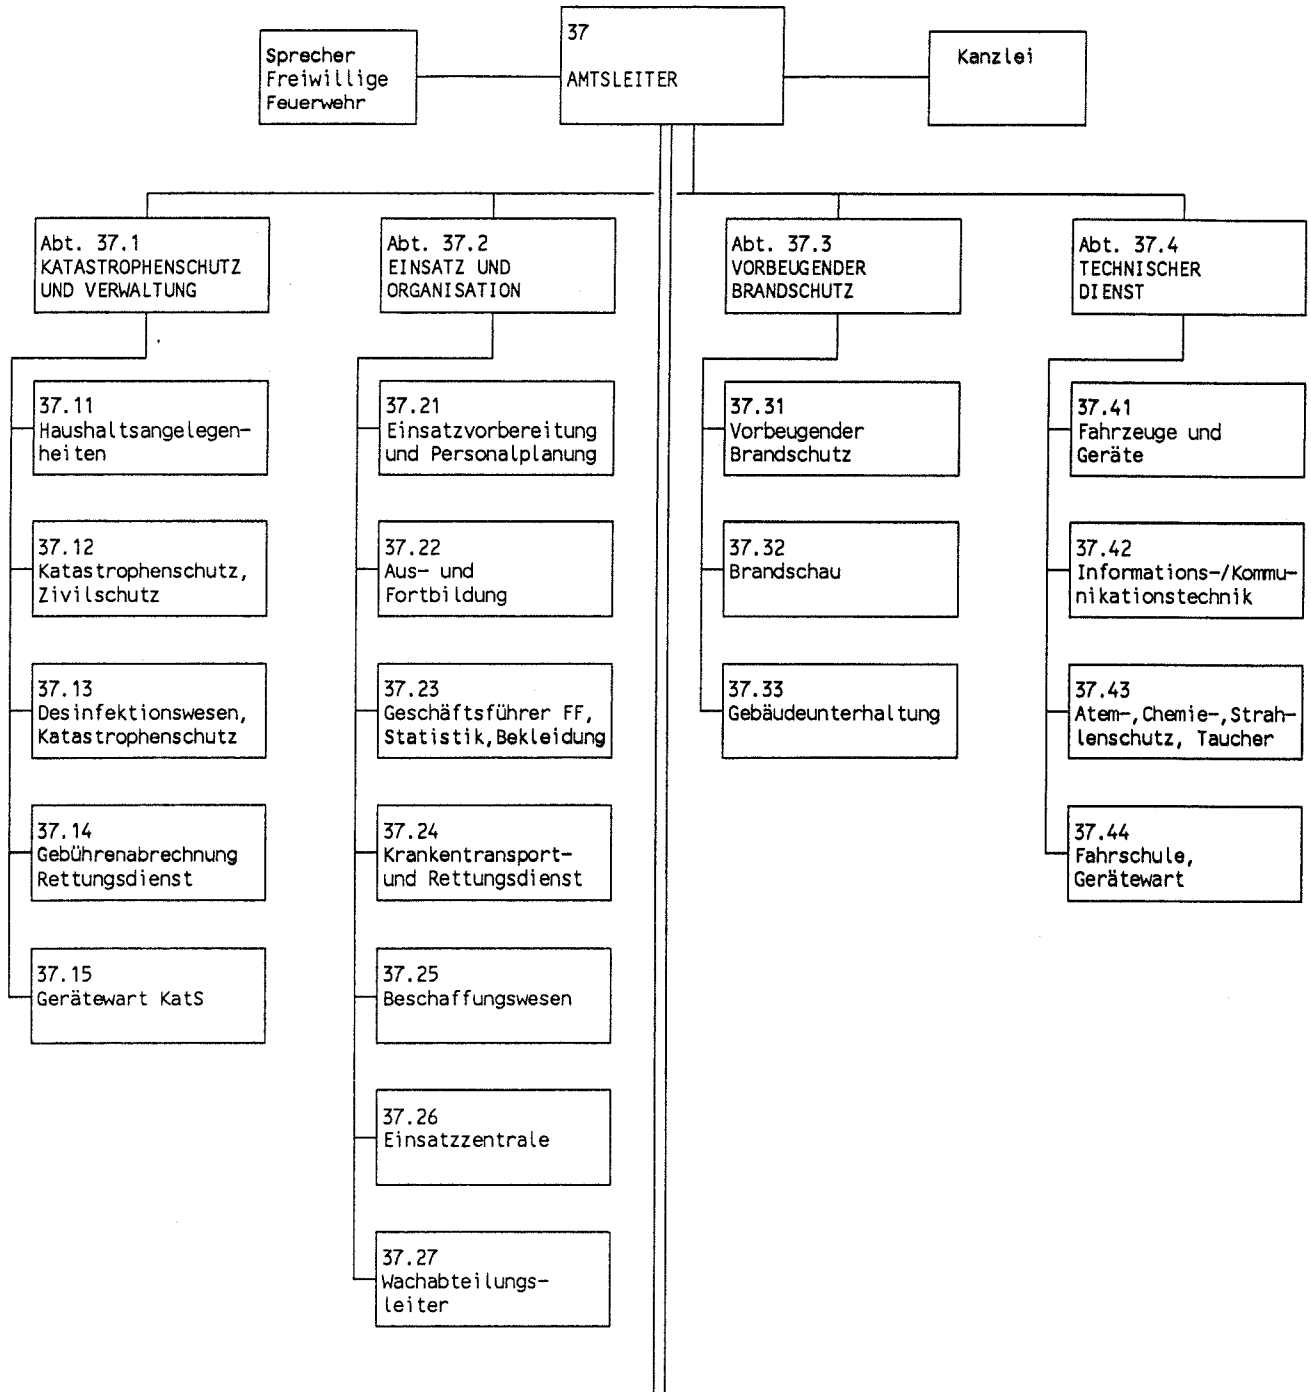 Sprecher
Freiwillige
Feuerwehr
37
AMTSLEITER
Kanzlei
Abt. 37.1
KATASTROPHENSCHUTZ
UND VERWALTUNG
Abt. 37.2
EINSATZ UND
ORGANISATION
Abt. 37.3
VORBEUGENDER
BRANDSCHUTZ
Abt. 37.4
TECHNISCHER
DIENST
37.11
Haushaltsangelegen-
heiten
37.12
Katastrophenschutz,
Zivilschutz
37.13
Desinfektionswesen,
Katastrophenschutz
37.14
Gebührenabrechnung
Rettungsdienst
37.15
Gerätewart KatS
37.21
Einsatzvorbereitung
und Personalplanung
37.22
Aus- und
Fortbildung
37.23
Geschäftsführer FF,
Statistik,Bekleidung
37.24
Krankentransport-
und Rettungsdienst
37.25
Beschaffungswesen
37.26
Einsatzzentrale
37.27
Wachabteilungs-
leiter
37.31
Vorbeugender
Brandschutz
37.32
Brandschau
37.33
Gebäudeunterhaltung
37.41
Fahrzeuge und
Geräte
37.42
Informations-/Kommu-
nikationstechnik
37.43
Atem-,Chemie-,Strah-
lenschutz, Taucher
37.44
Fahrschule,
Gerätewart